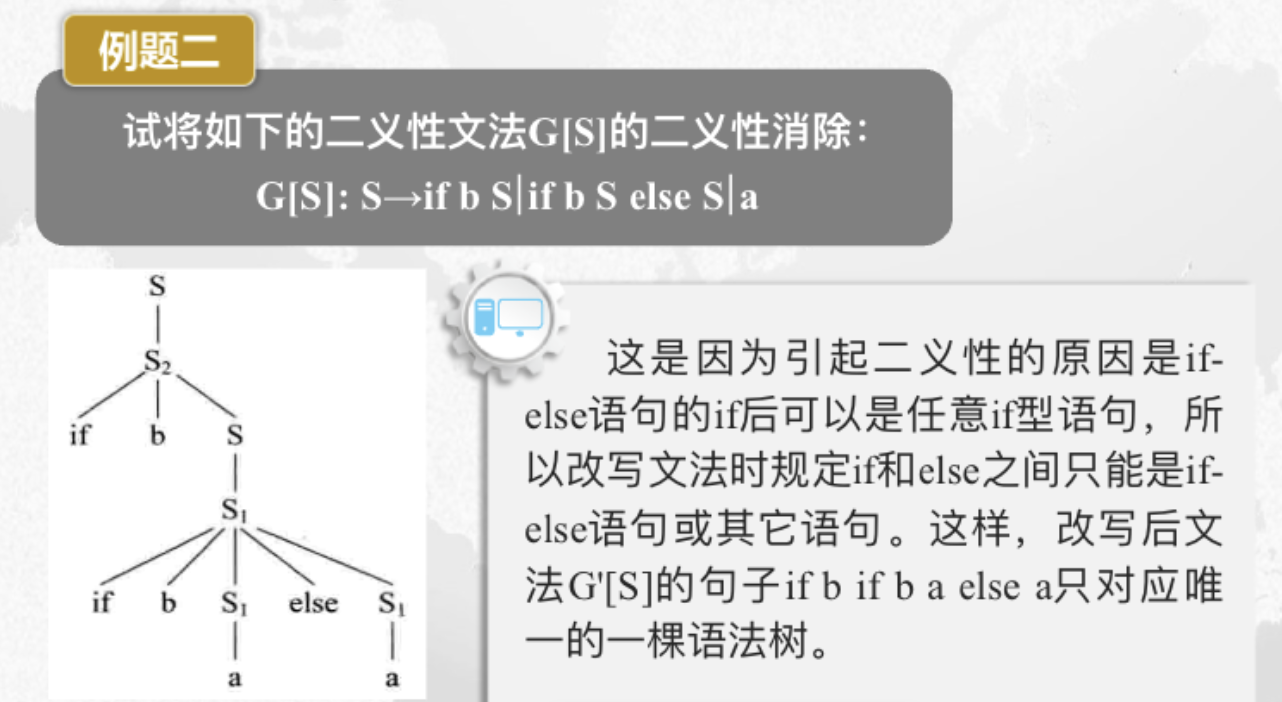 例题二
试将如下的二义性文法G[S]的二义性消除：
G[S]: S→if b S|if b S else S|a
S
S₂
if b S
S₁
if b S₁ else S₁
a a
这是因为引起二义性的原因是if-
else语句的if后可以是任意if型语句，所
以改写文法时规定if和else之间只能是if-
else语句或其它语句。这样，改写后文
法G'[S]的句子if b if b a else a只对应唯
一的一棵语法树。